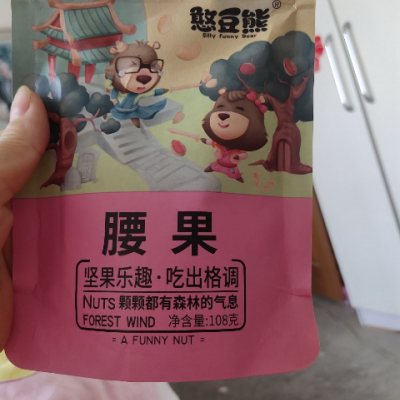 憨豆熊®
Silly Funny Bear
腰果
坚果乐趣·吃出格调
NUTS 颗颗都有森林的气息
FOREST WIND 净含量:108克
= A FUNNY NUT =